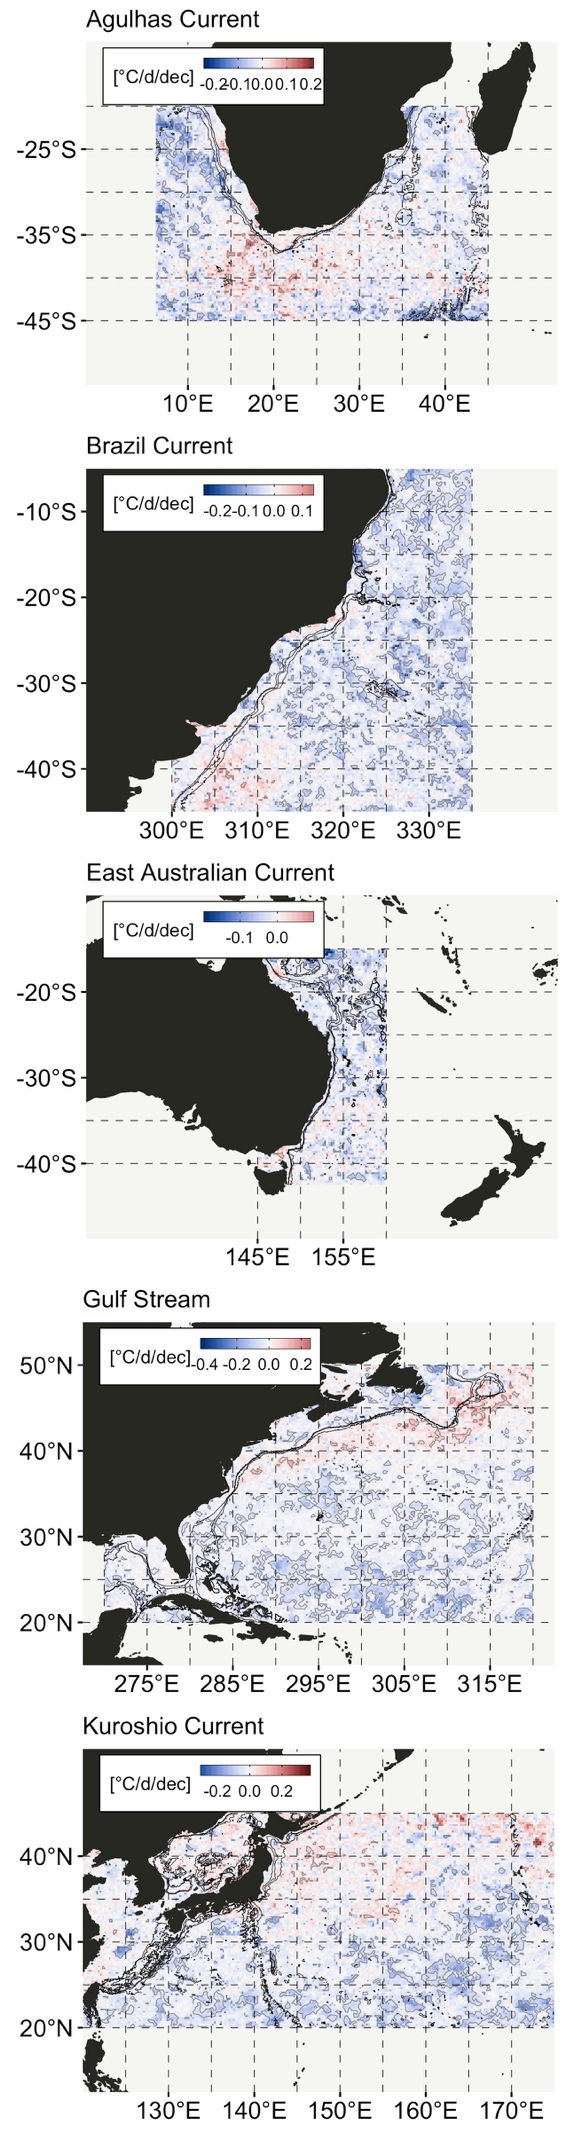 Agulhas Current
[°C/d/dec]
-0.2-0.10.00.10.2
-25°S
-35°S
-45°S
10°E 20°E 30°E 40°E
Brazil Current
[°C/d/dec]
-0.2-0.1 0.0 0.1
-10°S
-20°S
-30°S
-40°S
300°E 310°E 320°E 330°E
East Australian Current
[°C/d/dec]
-0.1 0.0
-20°S
-30°S
-40°S
145°E 155°E
Gulf Stream
[°C/d/dec]
-0.4 -0.2 0.0 0.2
50°N
40°N
30°N
20°N
275°E 285°E 295°E 305°E 315°E
Kuroshio Current
[°C/d/dec]
-0.2 0.0 0.2
40°N
30°N
20°N
130°E 140°E 150°E 160°E 170°E